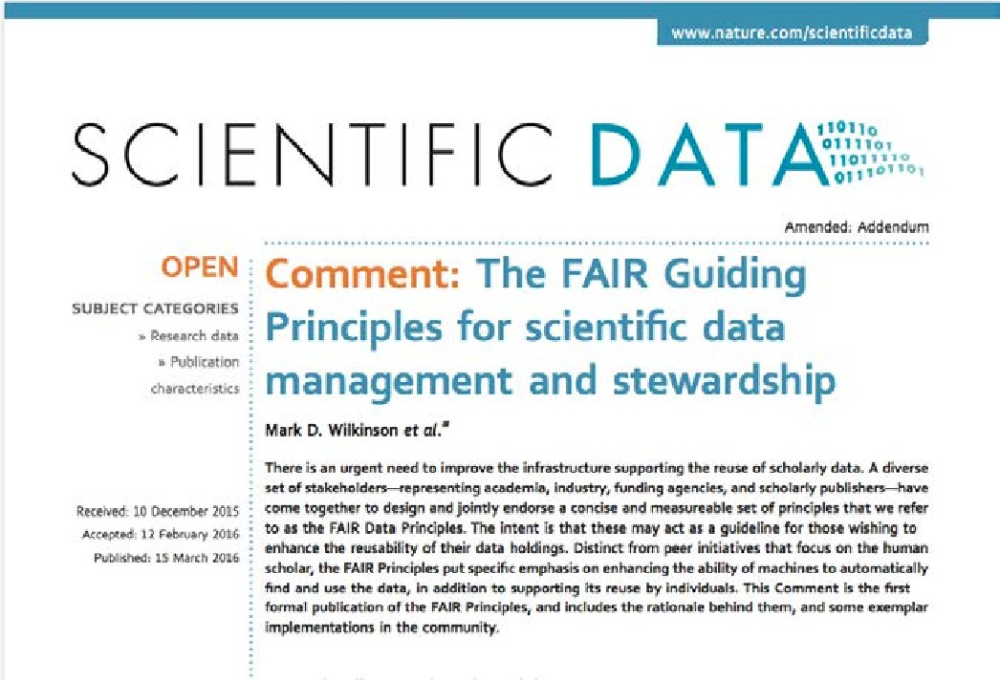 www.nature.com/scientificdata
SCIENTIFIC DATA
110110
0111101
11011110
011101101
Amended: Addendum
OPEN
SUBJECT CATEGORIES
» Research data
» Publication
characteristics
Received: 10 December 2015
Accepted: 12 February 2016
Published: 15 March 2016
Comment: The FAIR Guiding
Principles for scientific data
management and stewardship
Mark D. Wilkinson et al.#
There is an urgent need to improve the infrastructure supporting the reuse of scholarly data. A diverse
set of stakeholders—representing academia, industry, funding agencies, and scholarly publishers—have
come together to design and jointly endorse a concise and measureable set of principles that we refer
to as the FAIR Data Principles. The intent is that these may act as a guideline for those wishing to
enhance the reusability of their data holdings. Distinct from peer initiatives that focus on the human
scholar, the FAIR Principles put specific emphasis on enhancing the ability of machines to automatically
find and use the data, in addition to supporting its reuse by individuals. This Comment is the first
formal publication of the FAIR Principles, and includes the rationale behind them, and some exemplar
implementations in the community.